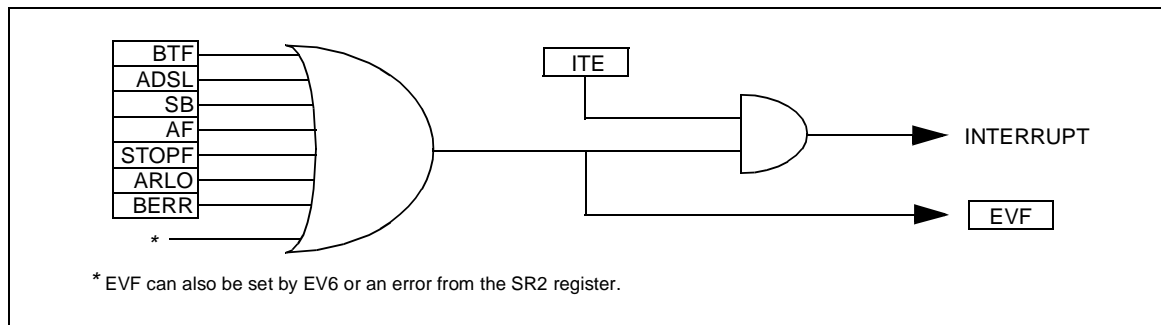 BTF
ADSL
SB
AF
STOPF
ARLO
BERR
*
ITE
INTERRUPT
EVF
* EVF can also be set by EV6 or an error from the SR2 register.